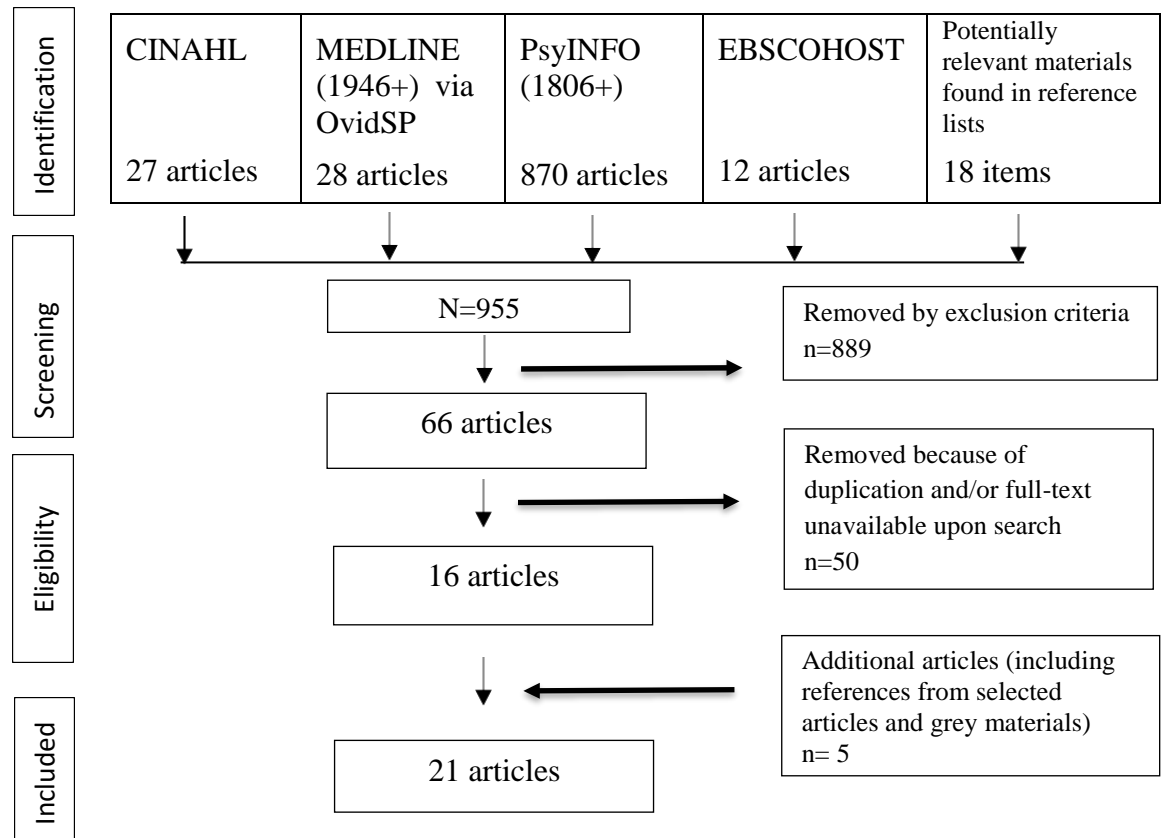 Identification
CINAHL
27 articles
MEDLINE
(1946+) via
OvidSP
28 articles
PsyINFO
(1806+)
870 articles
EBSCOHOST
12 articles
Potentially
relevant materials
found in reference
lists
18 items
Screening
N=955
Removed by exclusion criteria
n=889
66 articles
Eligibility
Removed because of
duplication and/or full-text
unavailable upon search
n=50
16 articles
Additional articles (including
references from selected
articles and grey materials)
n= 5
Included
21 articles